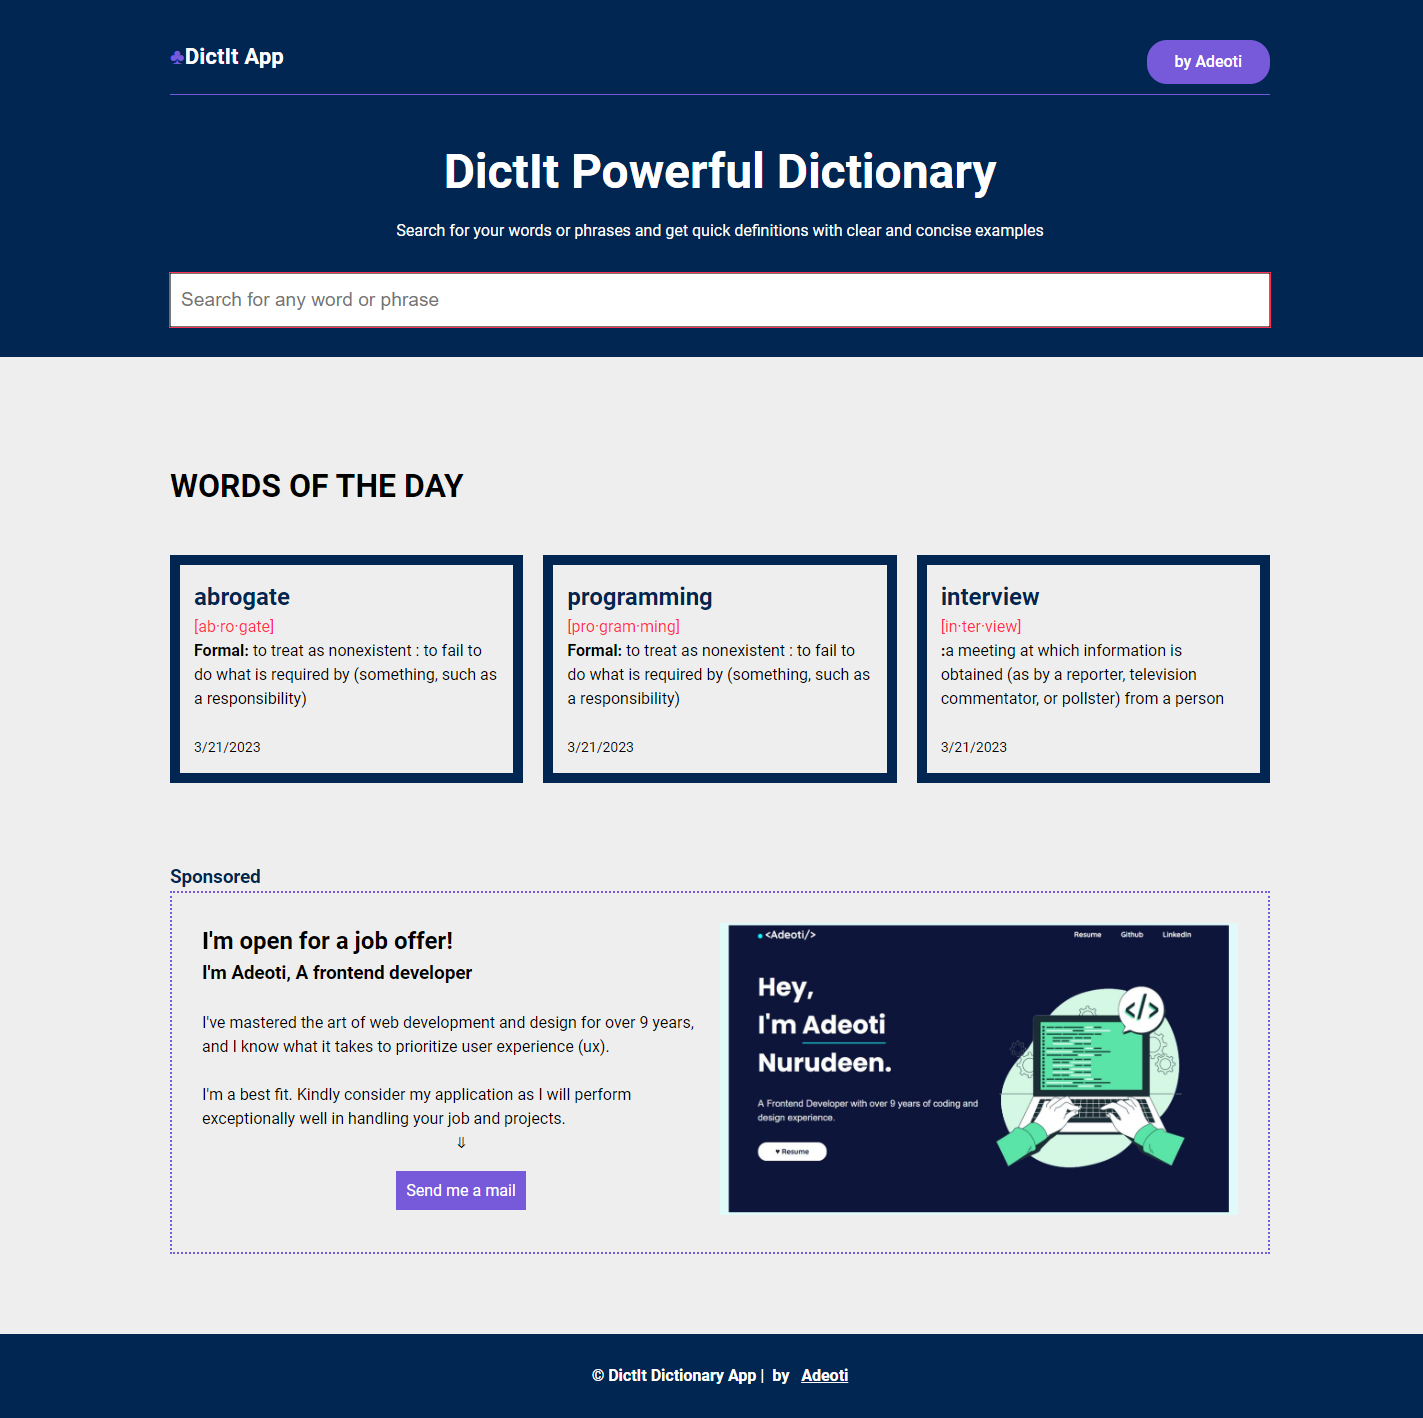 ♣DictIt App
by Adeoti
DictIt Powerful Dictionary
Search for your words or phrases and get quick definitions with clear and concise examples
Search for any word or phrase
WORDS OF THE DAY
abrogate
[ab·ro·gate]
Formal: to treat as nonexistent : to fail to
do what is required by (something, such as
a responsibility)
3/21/2023
programming
[pro·gram·ming]
Formal: to treat as nonexistent : to fail to
do what is required by (something, such as
a responsibility)
3/21/2023
interview
[in·ter·view]
:a meeting at which information is
obtained (as by a reporter, television
commentator, or pollster) from a person
3/21/2023
Sponsored
I'm open for a job offer!
I'm Adeoti, A frontend developer
I've mastered the art of web development and design for over 9 years,
and I know what it takes to prioritize user experience (ux).
I'm a best fit. Kindly consider my application as I will perform
exceptionally well in handling your job and projects.
⇓
Send me a mail
<Adeoti/>
Resume Github LinkedIn
Hey,
I'm Adeoti
Nurudeen.
A Frontend Developer with over 9 years of coding and
design experience.
♥ Resume
</>
© DictIt Dictionary App | by Adeoti